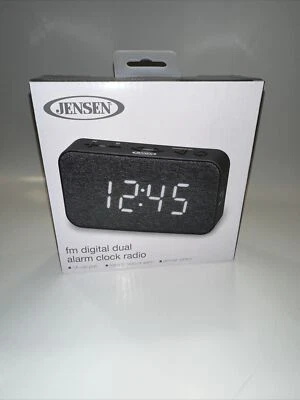 JENSEN
12:45
fm digital dual
alarm clock radio